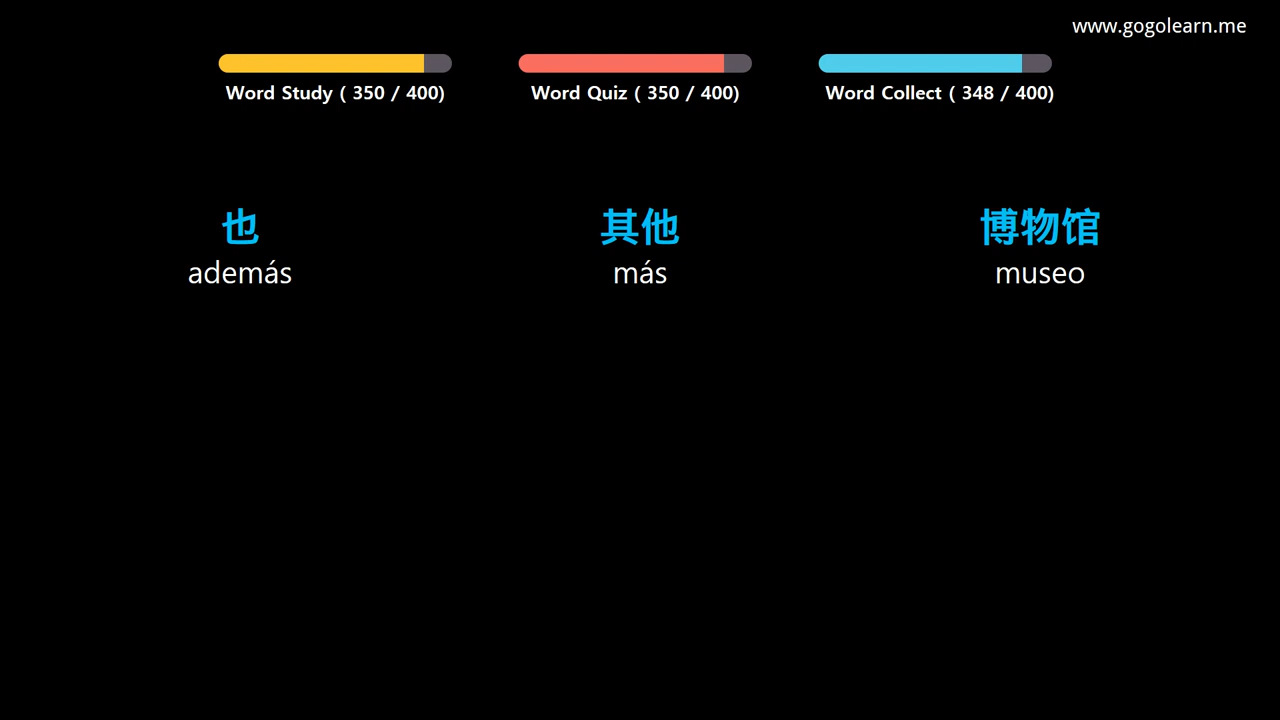 www.gogolearn.me
Word Study ( 350 / 400)
Word Quiz ( 350 / 400)
Word Collect ( 348 / 400)
也
además
其他
más
博物馆
museo